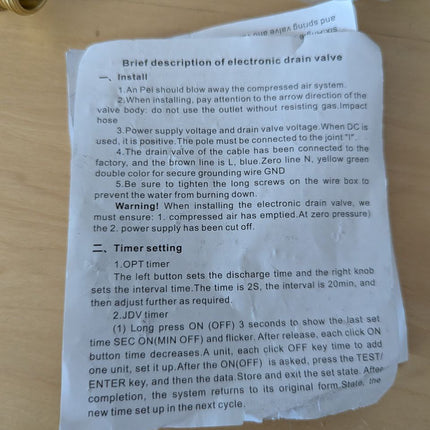 and spring valve
Brief description of electronic drain valve
一、Install
1.An Pei should blow away the compressed air system.
2.When installing, pay attention to the arrow direction of the
valve body: do not use the outlet without resisting gas.Impact
hose
3.Power supply voltage and drain valve voltage.When DC is
used, it is positive.The pole must be connected to the joint "I".
4.The drain valve of the cable has been connected to the
factory, and the brown line is L, blue.Zero line N, yellow green
double color for secure grounding wire GND
5.Be sure to tighten the long screws on the wire box to
prevent the water from burning down.
Warning! When installing the electronic drain valve, we
must ensure: 1. compressed air has emptied.At zero pressure)
the 2. power supply has been cut off.
二、Timer setting
1.OPT timer
The left button sets the discharge time and the right knob
sets the interval time.The time is 2S, the interval is 20min, and
then adjust further as required.
2.JDV timer
(1) Long press ON (OFF) 3 seconds to show the last set
time SEC ON(MIN OFF) and flicker. After release, each click ON
button time decreases A unit, each click OFF key time to add
one unit, set it up.After the ON(OFF) is asked, press the TEST/
ENTER key, and then the data.Store and exit the set state. After
completion, the system returns to its original form.State, the
new time set up in the next cycle.